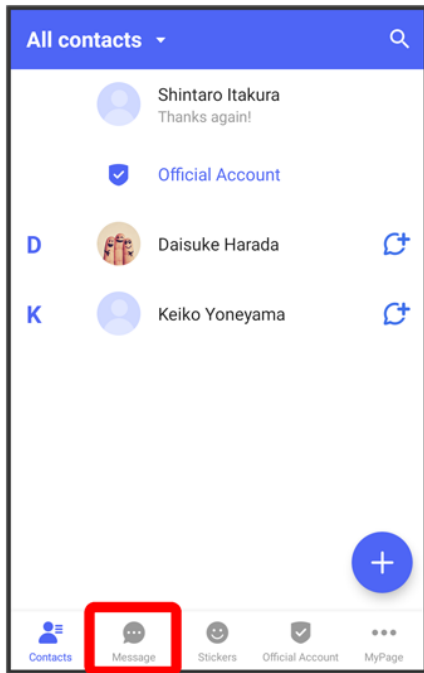 All contacts
Shintaro Itakura
Thanks again!
Official Account
D Daisuke Harada
K Keiko Yoneyama
Contacts Message Stickers Official Account MyPage